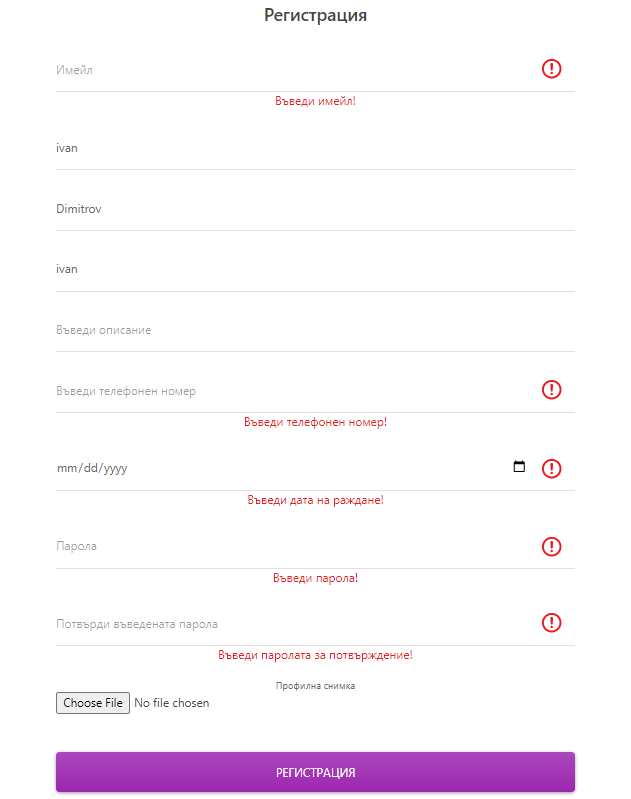 Регистрация
Имейл
Въведи имейл!
ivan
Dimitrov
ivan
Въведи описание
Въведи телефонен номер
Въведи телефонен номер!
mm/dd/yyyy
Въведи дата на раждане!
Парола
Въведи парола!
Потвърди въведената парола
Въведи паролата за потвърждение!
Профилна снимка
Choose File No file chosen
РЕГИСТРАЦИЯ